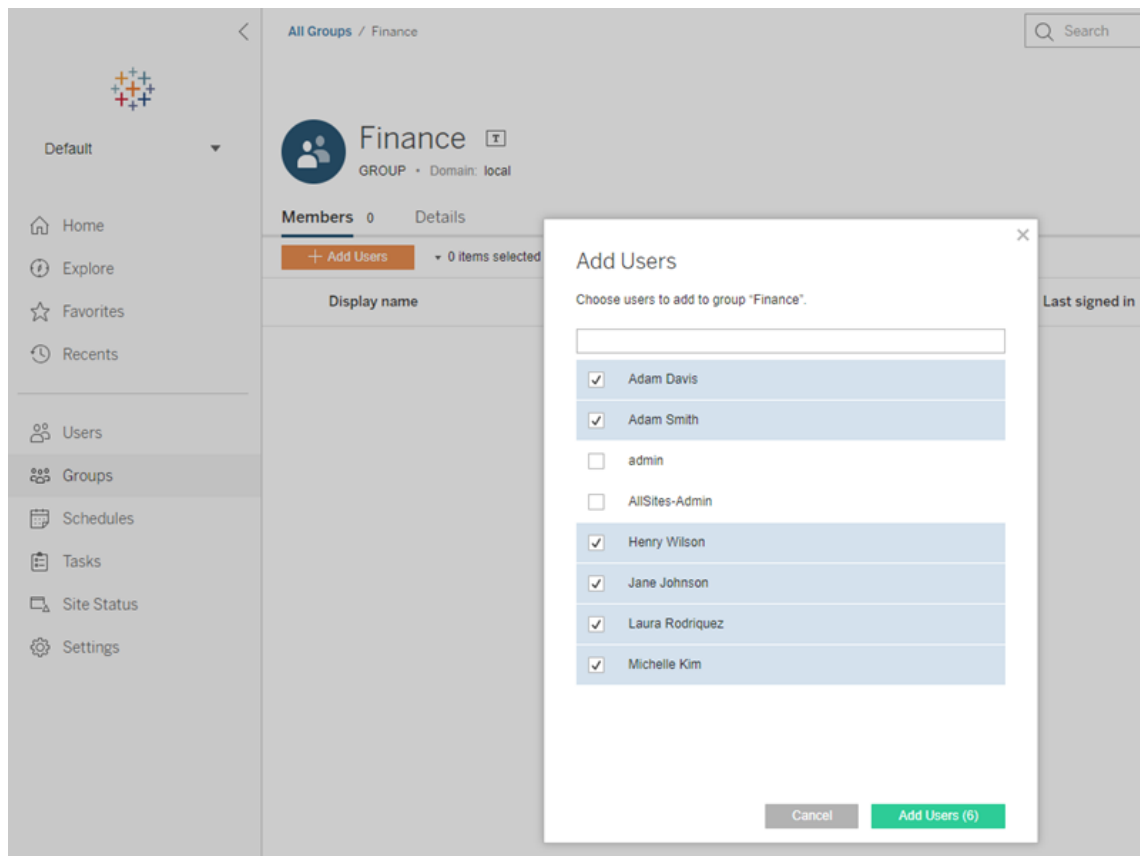 All Groups / Finance
Search
Default
Finance T
GROUP • Domain: local
Home
Explore
Favorites
Recents
Users
Groups
Schedules
Tasks
Site Status
Settings
Members 0 Details
+ Add Users 0 items selected
Display name
Last signed in
Add Users
Choose users to add to group “Finance”.
Adam Davis
Adam Smith
admin
AllSites-Admin
Henry Wilson
Jane Johnson
Laura Rodriquez
Michelle Kim
Cancel Add Users (6)